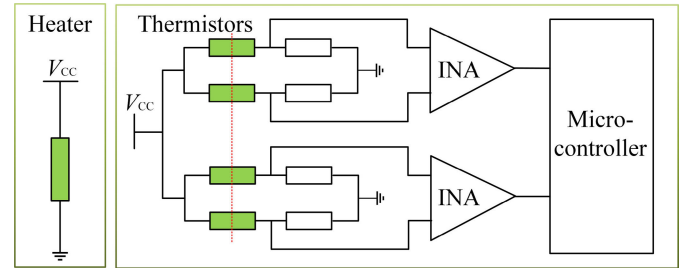 Heater
VCC
Thermistors
VCC
INA
INA
Micro-
controller